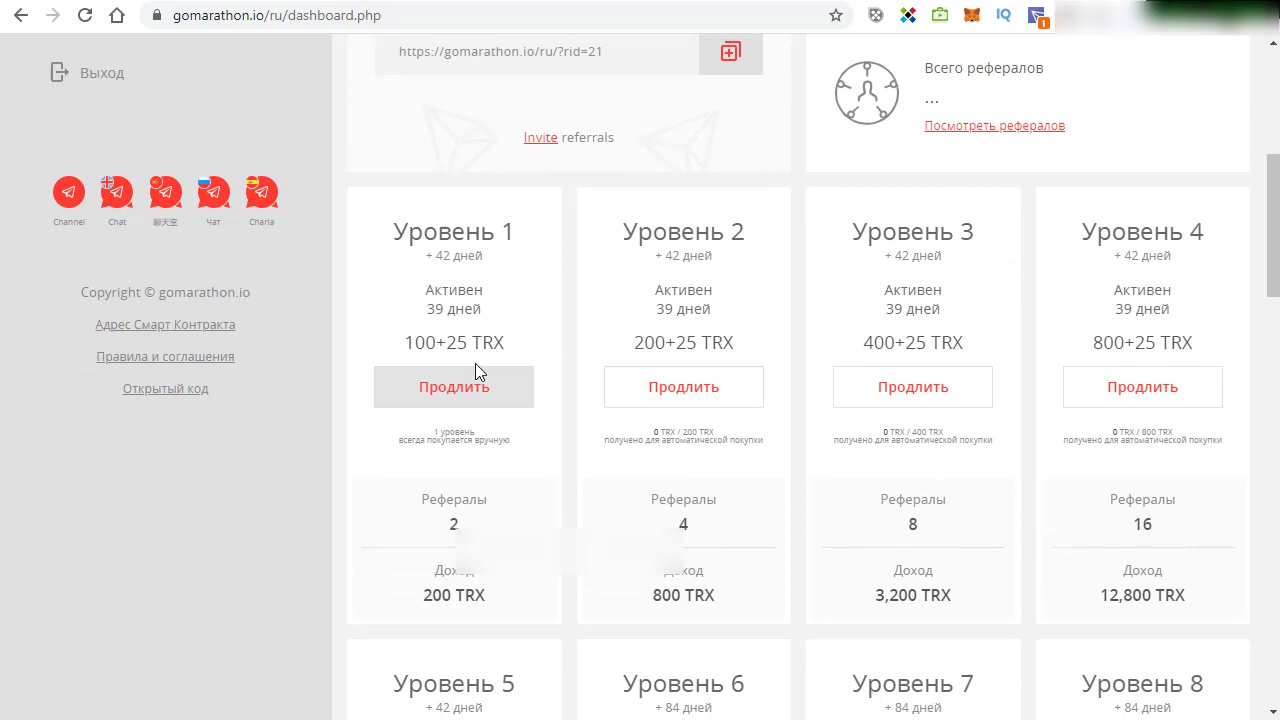 gomarathon.io/ru/dashboard.php
1
Выход
Channel
Chat
聊天室
Чат
Charla
Copyright © gomarathon.io
Адрес Смарт Контракта
Правила и соглашения
Открытый код
https://gomarathon.io/ru/?rid=21
Invite referrals
Всего рефералов
...
Посмотреть рефералов
Уровень 1
+ 42 дней
Активен
39 дней
100+25 TRX
Продлить
1 уровень
всегда покупается вручную
Рефералы
2
Доход
200 TRX
Уровень 2
+ 42 дней
Активен
39 дней
200+25 TRX
Продлить
0 TRX / 200 TRX
получено для автоматической покупки
Рефералы
4
Доход
800 TRX
Уровень 3
+ 42 дней
Активен
39 дней
400+25 TRX
Продлить
0 TRX / 400 TRX
получено для автоматической покупки
Рефералы
8
Доход
3,200 TRX
Уровень 4
+ 42 дней
Активен
39 дней
800+25 TRX
Продлить
0 TRX / 800 TRX
получено для автоматической покупки
Рефералы
16
Доход
12,800 TRX
Уровень 5
+ 42 дней
Уровень 6
+ 84 дней
Уровень 7
+ 84 дней
Уровень 8
+ 84 дней